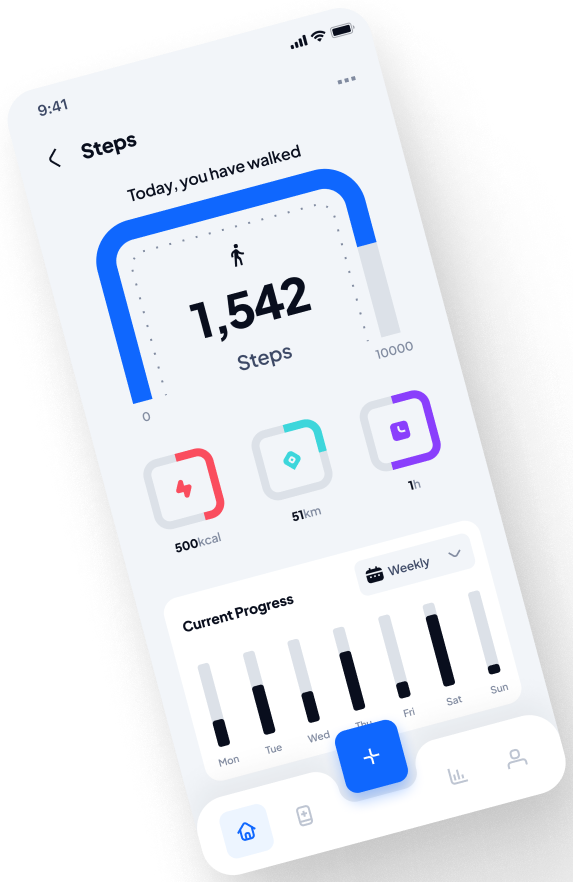 9:41
Steps
Today, you have walked
1,542
Steps
0
10000
500kcal
51km
1h
Current Progress
Weekly
Mon
Tue
Wed
Thu
Fri
Sat
Sun